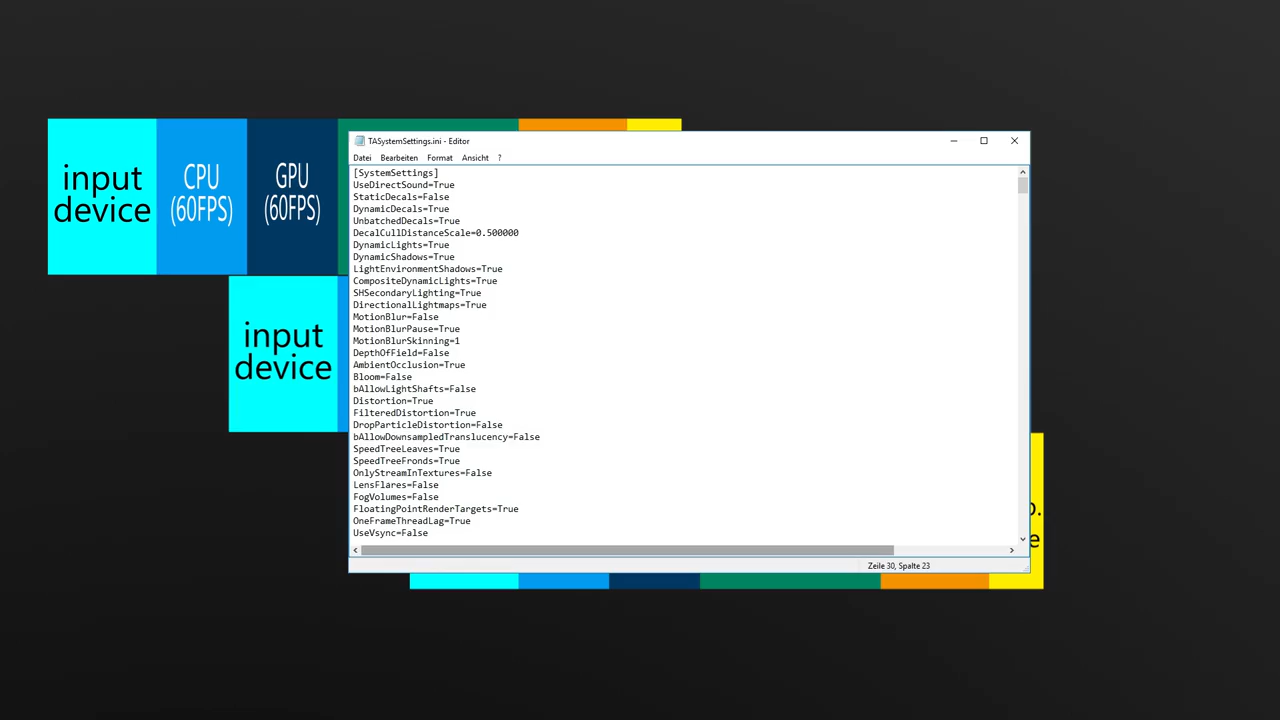 input
device
CPU
(60FPS)
GPU
(60FPS)
TASystemSettings.ini - Editor
Datei Bearbeiten Format Ansicht ?
[SystemSettings]
UseDirectSound=True
StaticDecals=False
DynamicDecals=True
UnbatchedDecals=True
DecalCullDistanceScale=0.500000
DynamicLights=True
DynamicShadows=True
LightEnvironmentShadows=True
CompositeDynamicLights=True
SHSecondaryLighting=True
DirectionalLightmaps=True
MotionBlur=False
MotionBlurPause=True
MotionBlurSkinning=1
DepthOfField=False
AmbientOcclusion=True
Bloom=False
bAllowLightShafts=False
Distortion=True
FilteredDistortion=True
DropParticleDistortion=False
bAllowDownsampledTranslucency=False
SpeedTreeLeaves=True
SpeedTreeFronds=True
OnlyStreamInTextures=False
LensFlares=False
FogVolumes=False
FloatingPointRenderTargets=True
OneFrameThreadLag=True
UseVsync=False
Zeile 30, Spalte 23
input
device